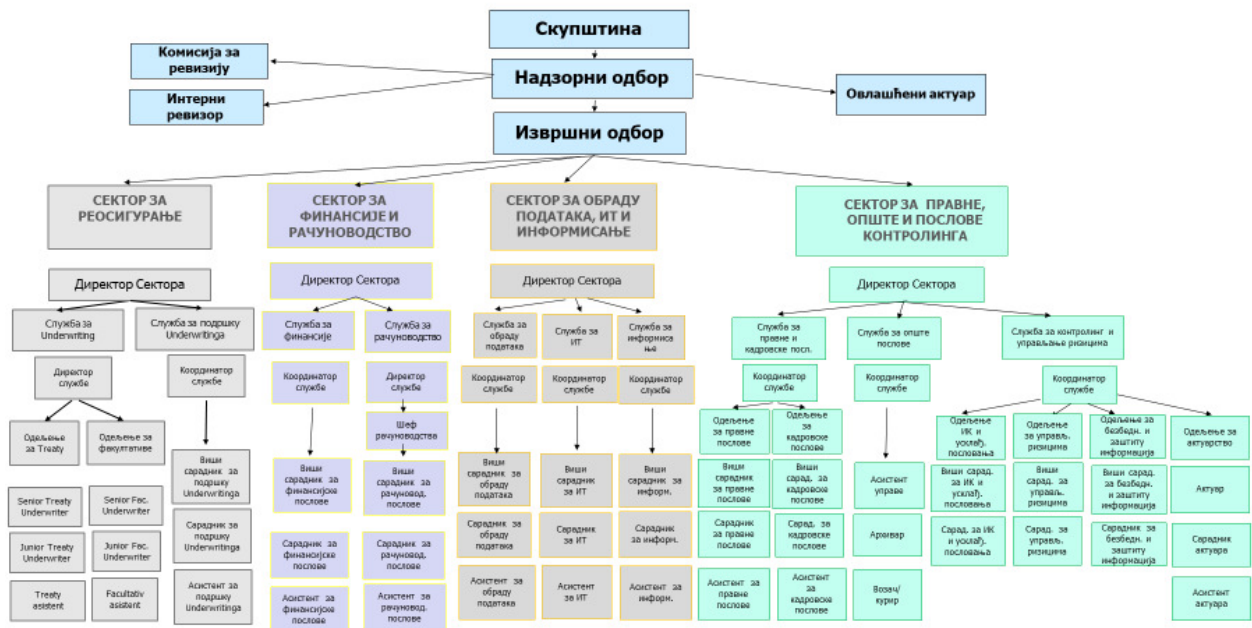 Скупштина
Комисија за
ревизију
Надзорни одбор
Интерни
ревизор
Овлашћени актуар
Извршни одбор
СЕКТОР ЗА
РЕОСИГУРАЊЕ
СЕКТОР ЗА
ФИНАНСИЈЕ И
РАЧУНОВОДСТВО
СЕКТОР ЗА ОБРАДУ
ПОДАТАКА, ИТ И
ИНФОРМИСАЊЕ
СЕКТОР ЗА ПРАВНЕ,
ОПШТЕ И ПОСЛОВЕ
КОНТРОЛИНГА
Директор Сектора
Директор Сектора
Директор Сектора
Директор Сектора
Служба за
Underwriting
Служба за подршку
Underwritinga
Служба за
финансије
Служба за
рачуноводство
Служба за
обраду
података
Служба за
ИТ
Служба за
информиса
ње
Служба за
правне и
кадровске посл.
Служба за опште
послове
Служба за контролинг и
управљање ризицима
Директор
службе
Координатор
службе
Координатор
службе
Директор
службе
Координатор
службе
Координатор
службе
Координатор
службе
Координатор
службе
Координатор
службе
Координатор
службе
Шеф
рачуноводства
Одељење
за Treaty
Одељење за
факултативе
Одељење
за правне
послове
Одељење за
кадровске
послове
Одељење
ИК и
усклађ.
пословања
Одељење
за управљ.
ризицима
Одељење за
безбедн. и
заштиту
информација
Одељење за
актуарство
Виши
сарадник за
подршку
Underwritinga
Виши
сарадник за
финансијске
послове
Виши
сарадник за
рачуновод.
послове
Виши
сарадник за
обраду
података
Виши
сарадник
за ИТ
Виши
сарадник за
информ.
Виши
сарадник
за правне
послове
Виши
сарад. за
кадровске
послове
Асистент
управе
Виши сарад.
за ИК и
усклађ.
пословања
Виши
сарад. за
управљ.
ризицима
Виши сарад.
за безбедн.
и заштиту
информација
Актуар
Senior Treaty
Underwriter
Senior Fac.
Underwriter
Сарадник за
подршку
Underwritinga
Сарадник за
финансијске
послове
Сарадник за
рачуновод.
послове
Сарадник за
обраду
података
Сарадник
за ИТ
Сарадник
за информ.
Сарадник
за правне
послове
Сарад. за
кадровске
послове
Архивар
Сарад. за ИК
и усклађ.
пословања
Сарад. за
управљ.
ризицима
Сарадник за
безбедн. и
заштиту
информација
Сарадник
актуара
Junior Treaty
Underwriter
Junior Fac.
Underwriter
Treaty
asistent
Facultativ
asistent
Асистент за
подршку
Underwritinga
Асистент за
финансијске
послове
Асистент за
рачуновод.
послове
Асистент за
обраду
података
Асистент
за ИТ
Асистент за
информ.
Асистент за
правне
послове
Асистент
за
кадровске
послове
Возач/
курир
Асистент
актуара